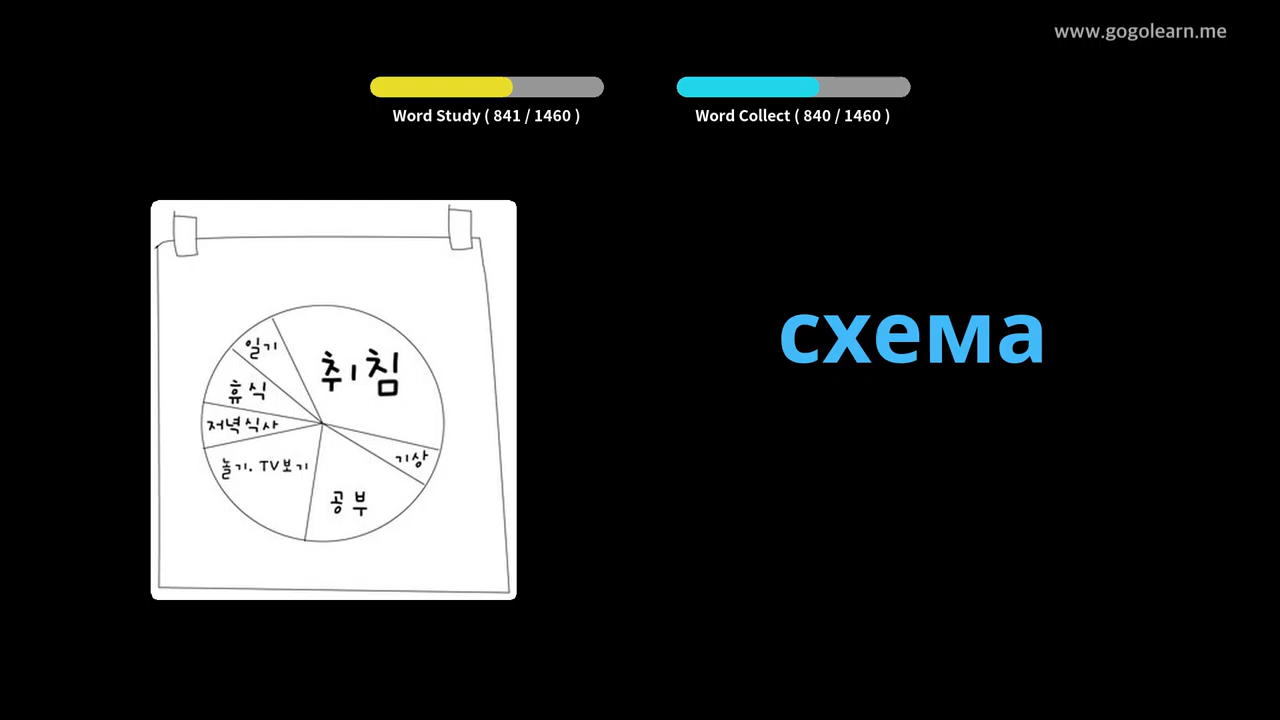 www.gogolearn.me
Word Study ( 841 / 1460 )
Word Collect ( 840 / 1460 )
схема
일기
취침
휴식
저녁식사
놀기. TV보기
기상
공부